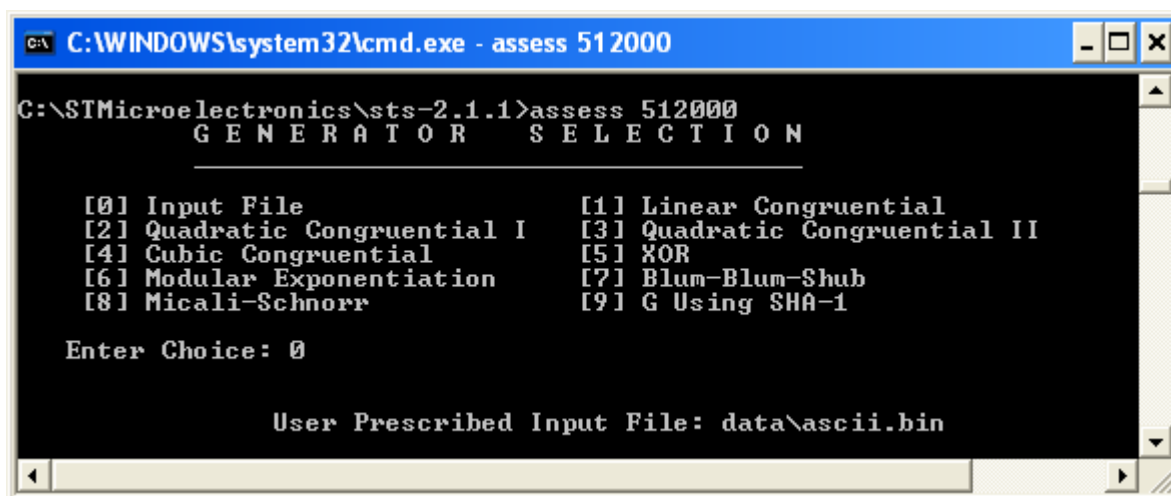 C:\WINDOWS\system32\cmd.exe - assess 512000
C:\STMicroelectronics\sts-2.1.1>assess 512000
G E N E R A T O R    S E L E C T I O N
[0] Input File    [1] Linear Congruential
[2] Quadratic Congruential I    [3] Quadratic Congruential II
[4] Cubic Congruential    [5] XOR
[6] Modular Exponentiation    [7] Blum-Blum-Shub
[8] Micali-Schnorr    [9] G Using SHA-1
Enter Choice: 0
User Prescribed Input File: data\ascii.bin